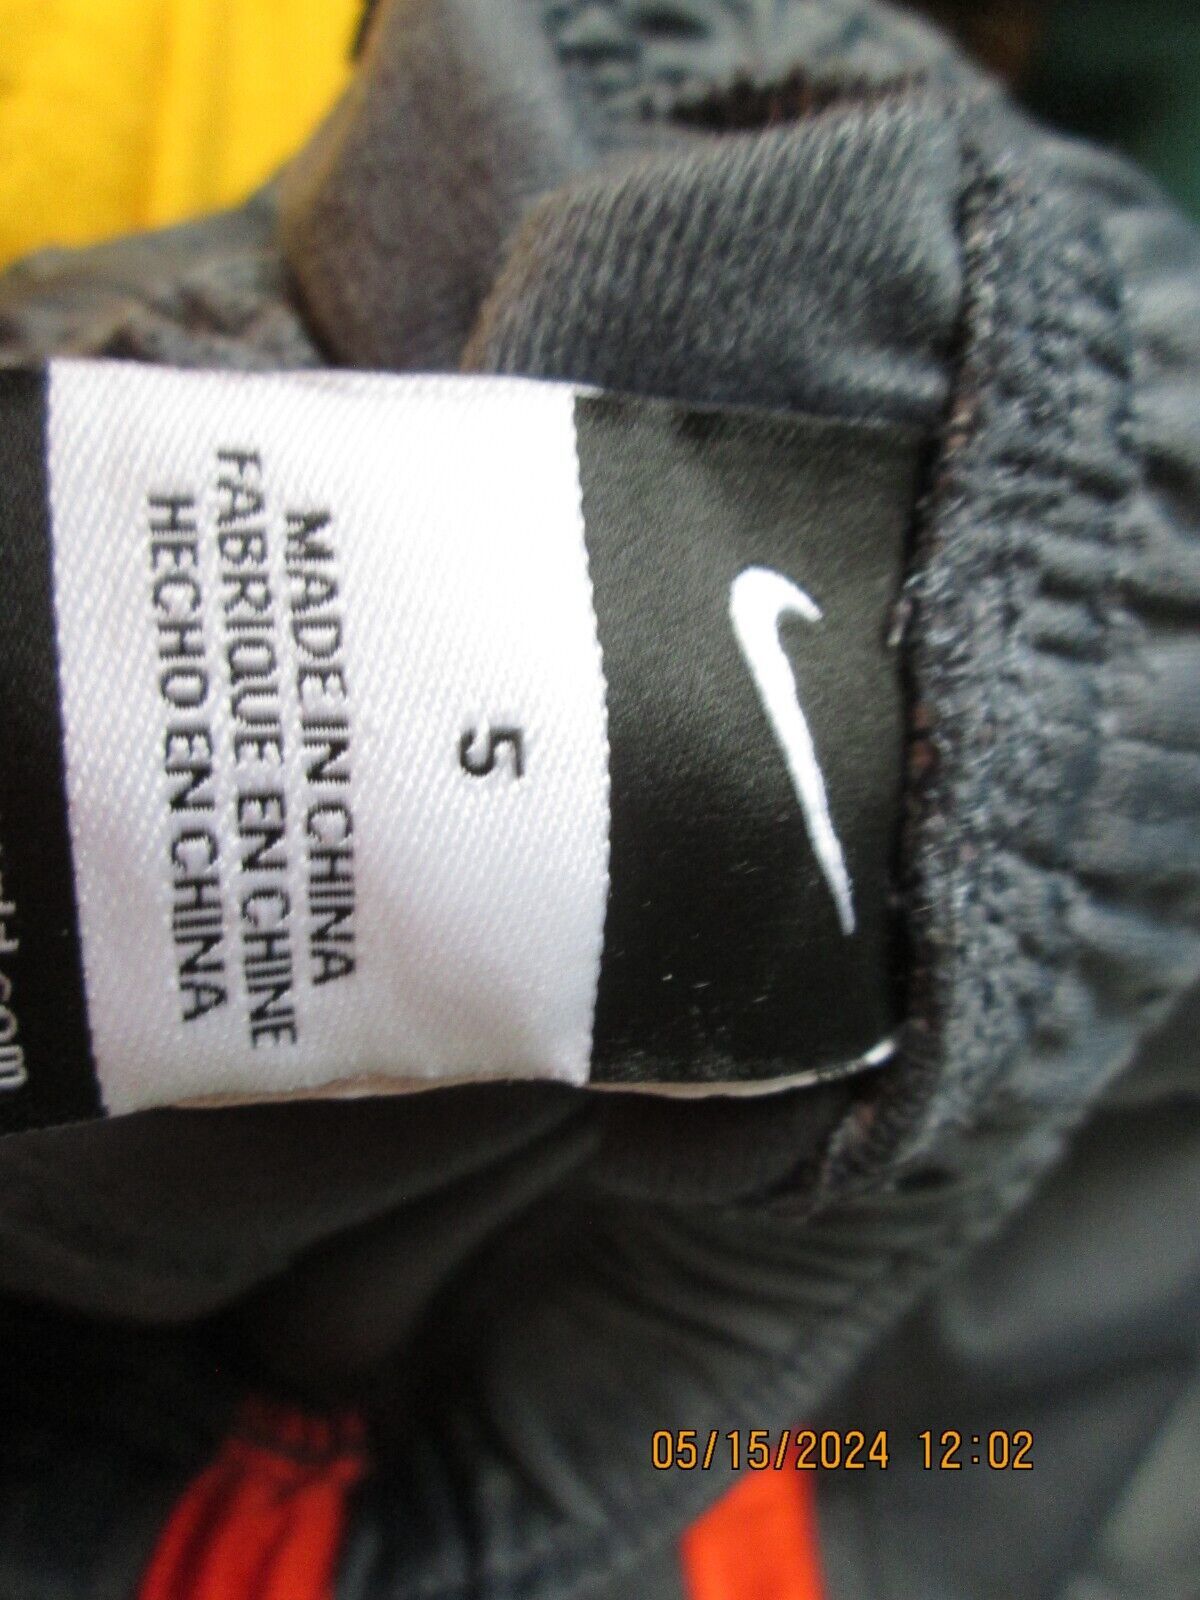 5
MADE IN CHINA
FABRIQUE EN CHINE
HECHO EN CHINA
05/15/2024 12:02